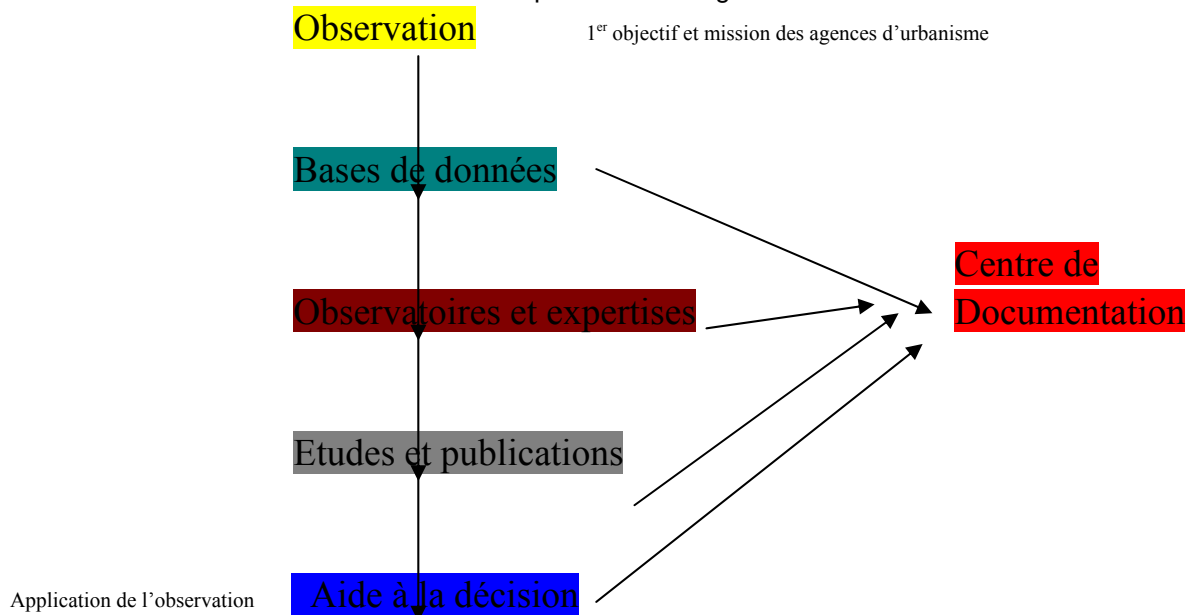 Observation
1er objectif et mission des agences d’urbanisme
Bases de données
Centre de
Documentation
Observatoires et expertises
Etudes et publications
Application de l’observation
Aide à la décision